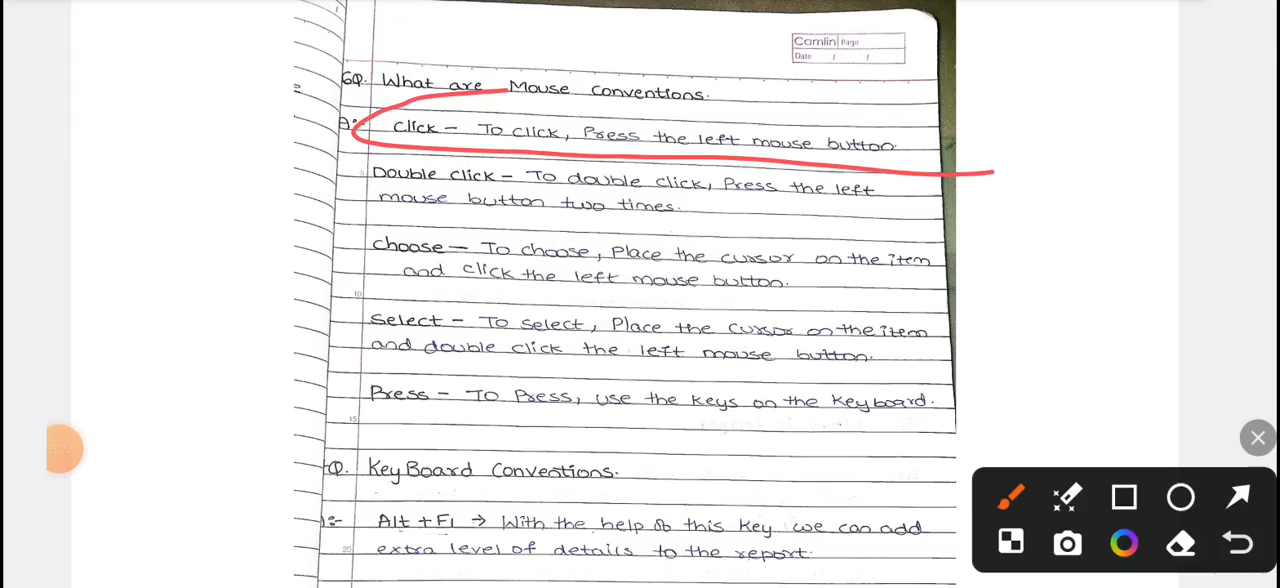 Camlin Page
Date / /
6Q. What are Mouse conventions.
A:- Click - To click, Press the left mouse button.
Double click - To double click, Press the left
mouse button two times.
choose - To choose, Place the cursor on the item
and click the left mouse button.
Select - To select, Place the cursor on the item
and double click the left mouse button.
Press - To Press, use the keys on the keyboard.
Q. KeyBoard Conventions.
:- Alt + F1 → With the help of this key we can add
extra level of details to the report.